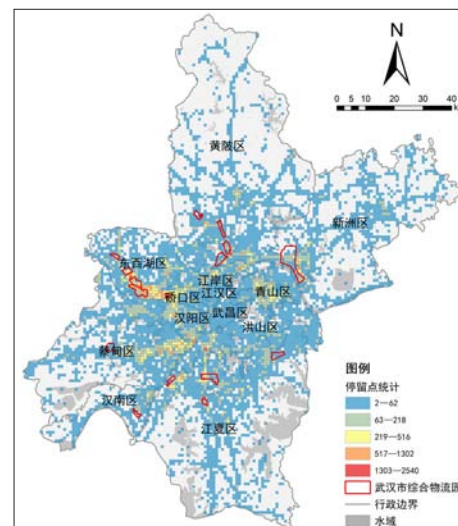 N
0 5 10 20 30 40
黄陂区
新洲区
东西湖区
江岸区
硚口区
江汉区
青山区
汉阳区
武昌区
洪山区
蔡甸区
汉南区
江夏区
图例
停留点统计
2—62
63—218
219—516
517—1302
1303—2540
武汉市综合物流园
行政边界
水域